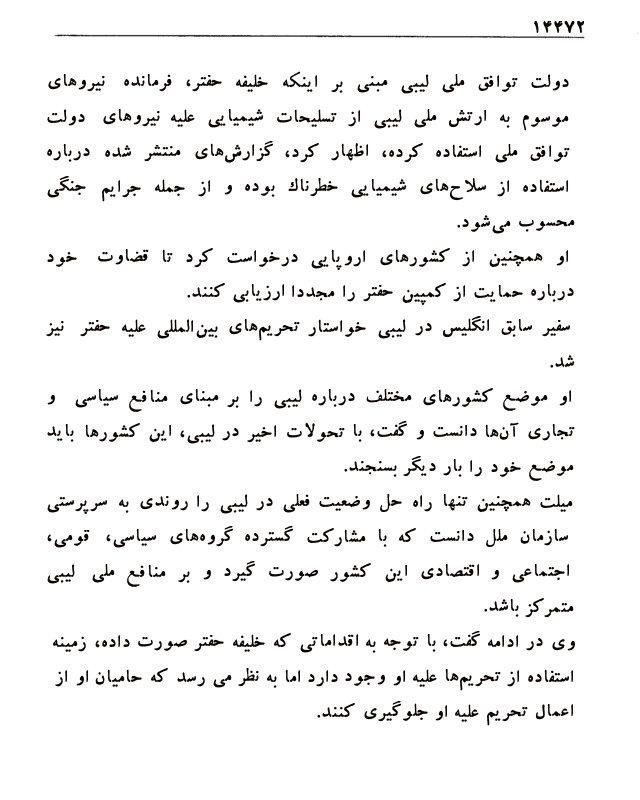 ۱۴۴۷۲
دولت توافق ملی لیبی مبنی بر اینکه خلیفه حفتر، فرمانده نیروهای
موسوم به ارتش ملی لیبی از تسلیحات شیمیایی علیه نیروهای دولت
توافق ملی استفاده کرده، اظهار کرد، گزارش‌های منتشر شده درباره
استفاده از سلاح‌های شیمیایی خطرناك بوده و از جمله جرایم جنگی
محسوب می‌شود.
او همچنین از کشورهای اروپایی درخواست کرد تا قضاوت خود
درباره حمایت از کمپین حفتر را مجددا ارزیابی کنند.
سفیر سابق انگلیس در لیبی خواستار تحریم‌های بین‌المللی علیه حفتر نیز
شد.
او موضع کشورهای مختلف درباره لیبی را بر مبنای منافع سیاسی و
تجاری آن‌ها دانست و گفت، با تحولات اخیر در لیبی، این کشورها باید
موضع خود را بار دیگر بسنجند.
میلت همچنین تنها راه حل وضعیت فعلی در لیبی را روندی به سرپرستی
سازمان ملل دانست که با مشارکت گسترده گروه‌های سیاسی، قومی،
اجتماعی و اقتصادی این کشور صورت گیرد و بر منافع ملی لیبی
متمرکز باشد.
وی در ادامه گفت، با توجه به اقداماتی که خلیفه حفتر صورت داده، زمینه
استفاده از تحریم‌ها علیه او وجود دارد اما به نظر می رسد که حامیان او از
اعمال تحریم علیه او جلوگیری کنند.